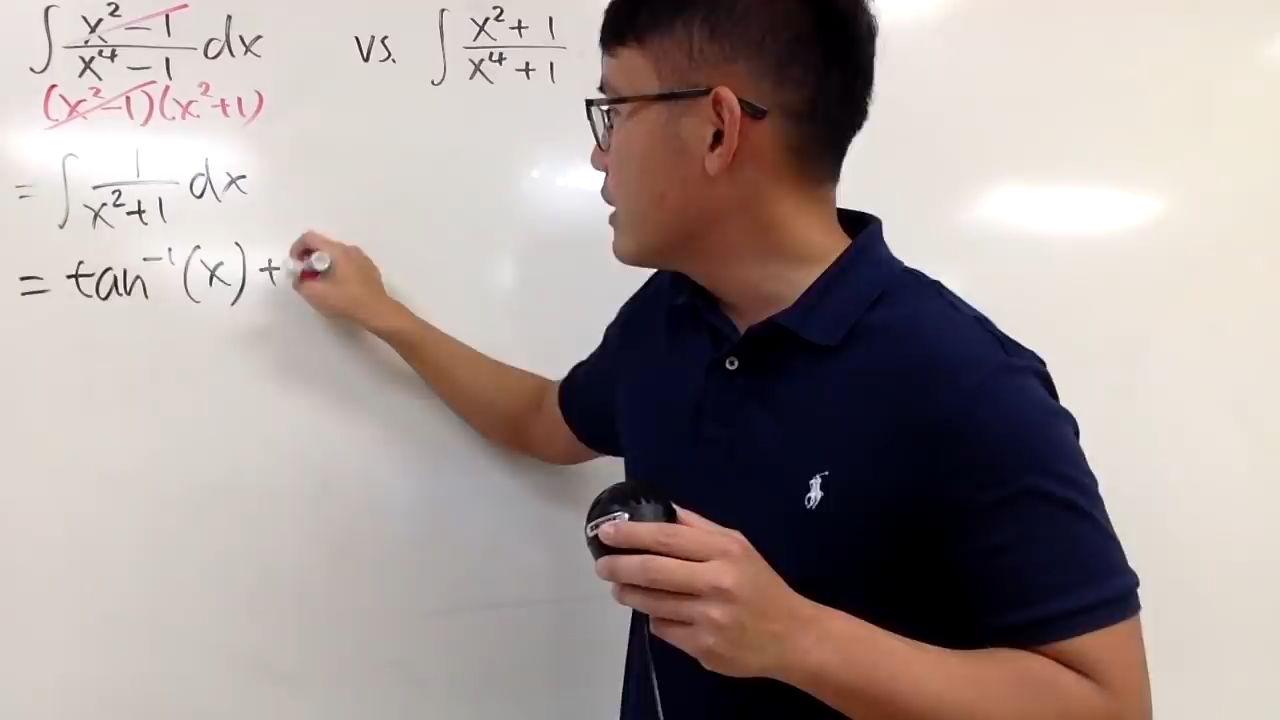 ∫ x² - 1 / x⁴ - 1 dx vs. ∫ x² + 1 / x⁴ + 1
(x² - 1)(x² + 1)
= ∫ 1 / x² + 1 dx
= tan⁻¹(x) +